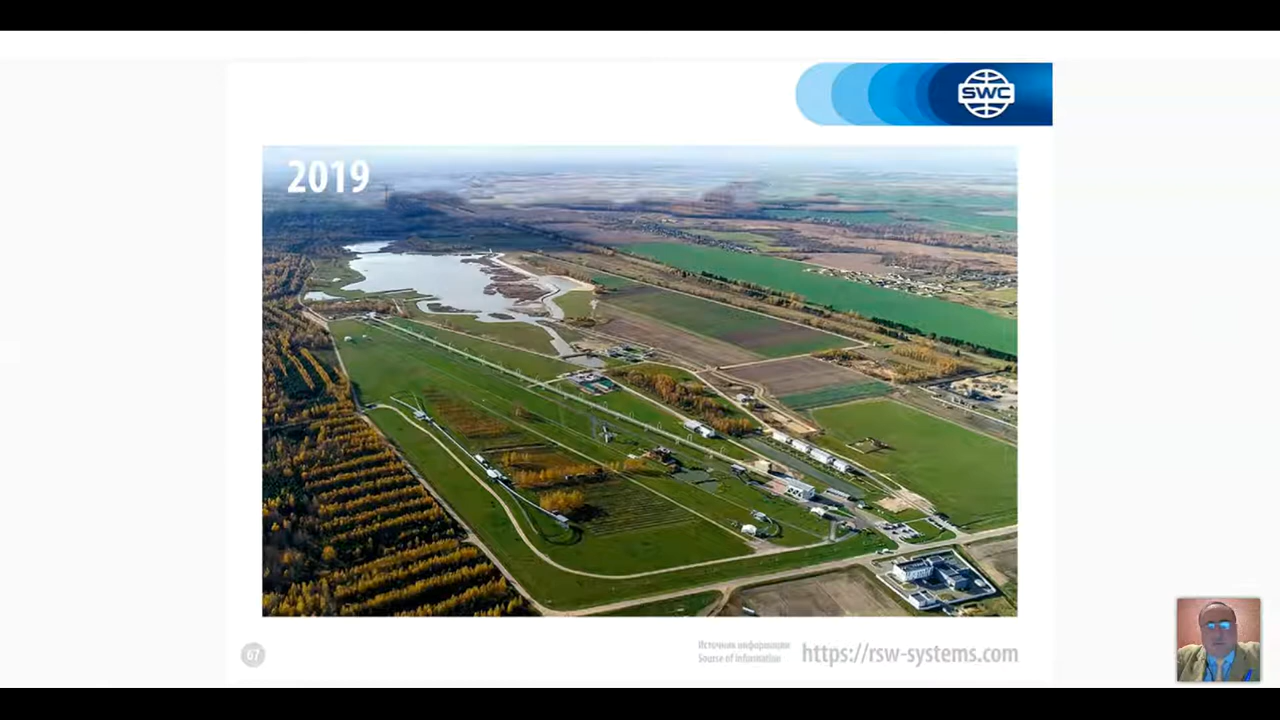 SWC
2019
67
Источник информации
Source of information
https://rsw-systems.com